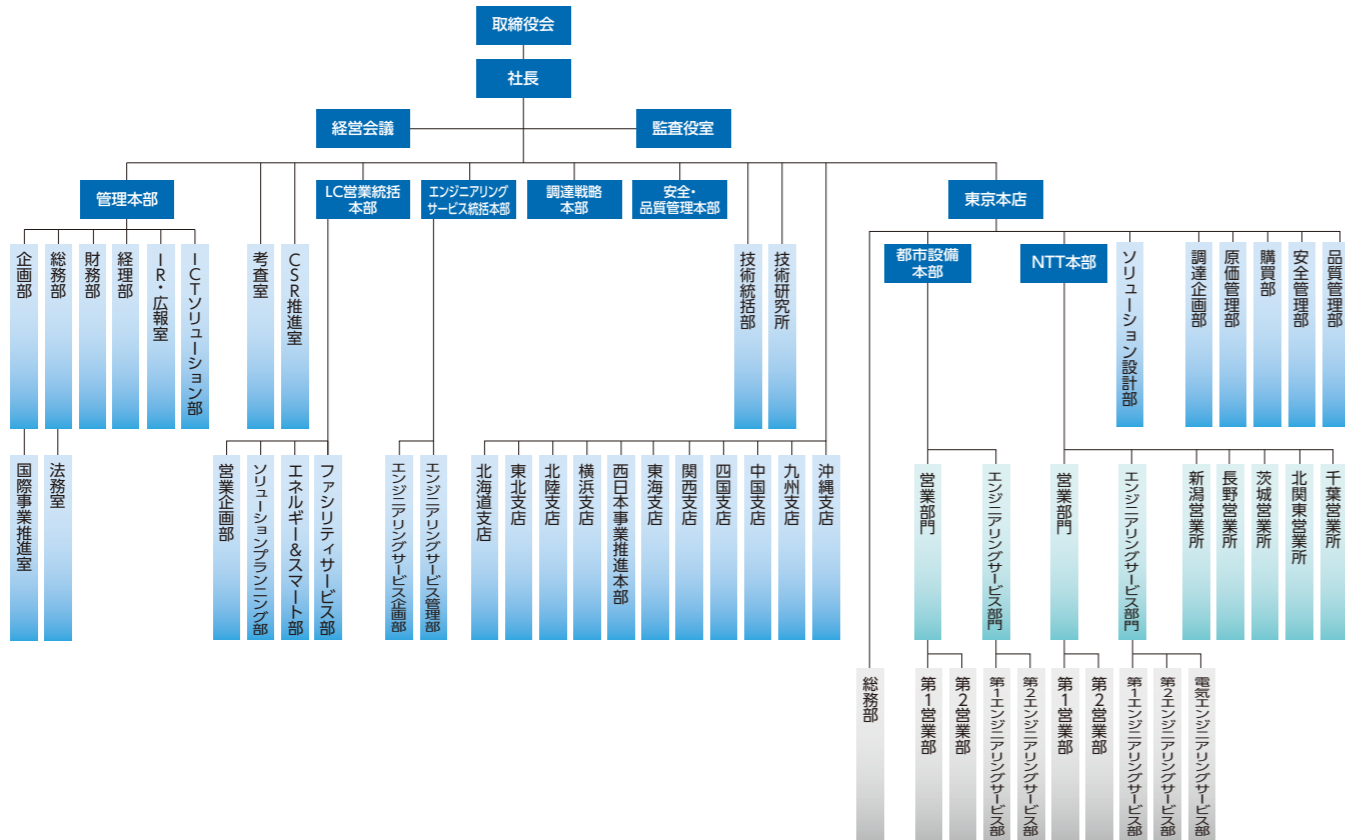 取締役会
社長
経営会議
監査役室
管理本部
LC営業統括
本部
エンジニアリング
サービス統括本部
調達戦略
本部
安全・
品質管理本部
東京本店
企画部
総務部
財務部
経理部
IR・広報室
ICTソリューション部
考査室
CSR推進室
技術統括部
技術研究所
都市設備
本部
NTT本部
ソリューション設計部
調達企画部
原価管理部
購買部
安全管理部
品質管理部
国際事業推進室
法務室
営業企画部
ソリューションプランニング部
エネルギー&スマート部
ファシリティサービス部
エンジニアリングサービス企画部
エンジニアリングサービス管理部
北海道支店
東北支店
北陸支店
横浜支店
西日本事業推進本部
東海支店
関西支店
四国支店
中国支店
九州支店
沖縄支店
営業部門
エンジニアリングサービス部門
営業部門
エンジニアリングサービス部門
新潟営業所
長野営業所
茨城営業所
北関東営業所
千葉営業所
総務部
第1営業部
第2営業部
第1エンジニアリングサービス部
第2エンジニアリングサービス部
第1営業部
第2営業部
第1エンジニアリングサービス部
第2エンジニアリングサービス部
電気エンジニアリングサービス部